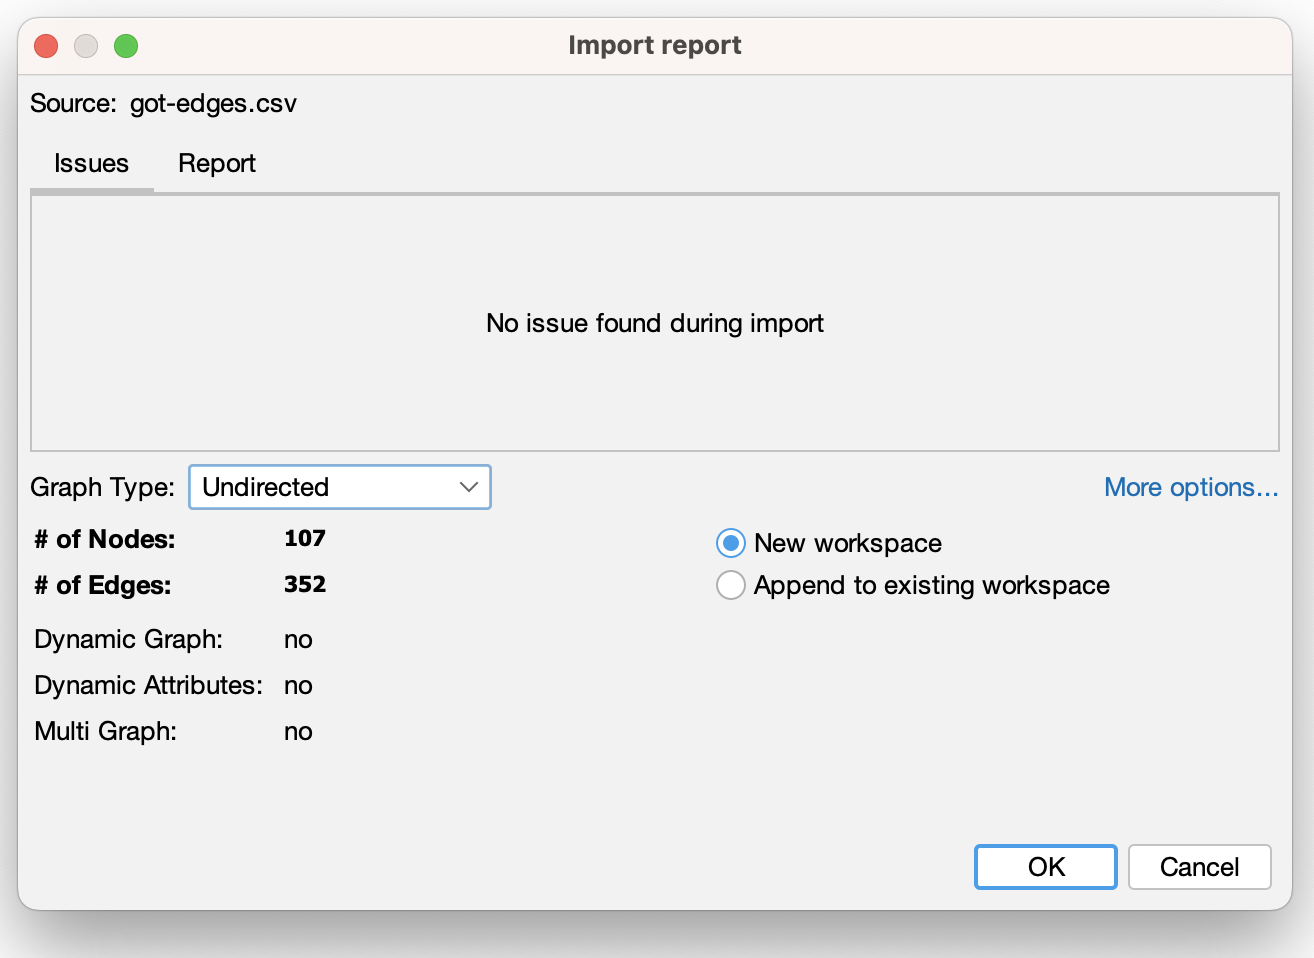 Import report
Source: got-edges.csv
Issues Report
No issue found during import
Graph Type: Undirected More options...
# of Nodes: 107
# of Edges: 352
New workspace
Append to existing workspace
Dynamic Graph: no
Dynamic Attributes: no
Multi Graph: no
OK Cancel